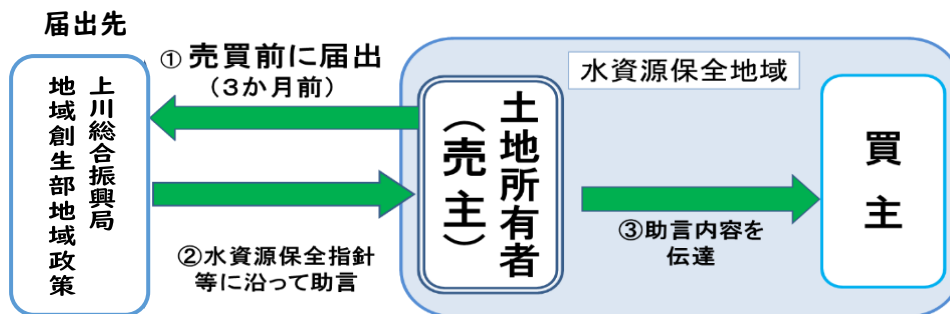 届出先
上川総合振興局
地域創生部地域政策
①売買前に届出
（3か月前）
②水資源保全指針
等に沿って助言
土地所有者
（売主）
水資源保全地域
③助言内容を
伝達
買主